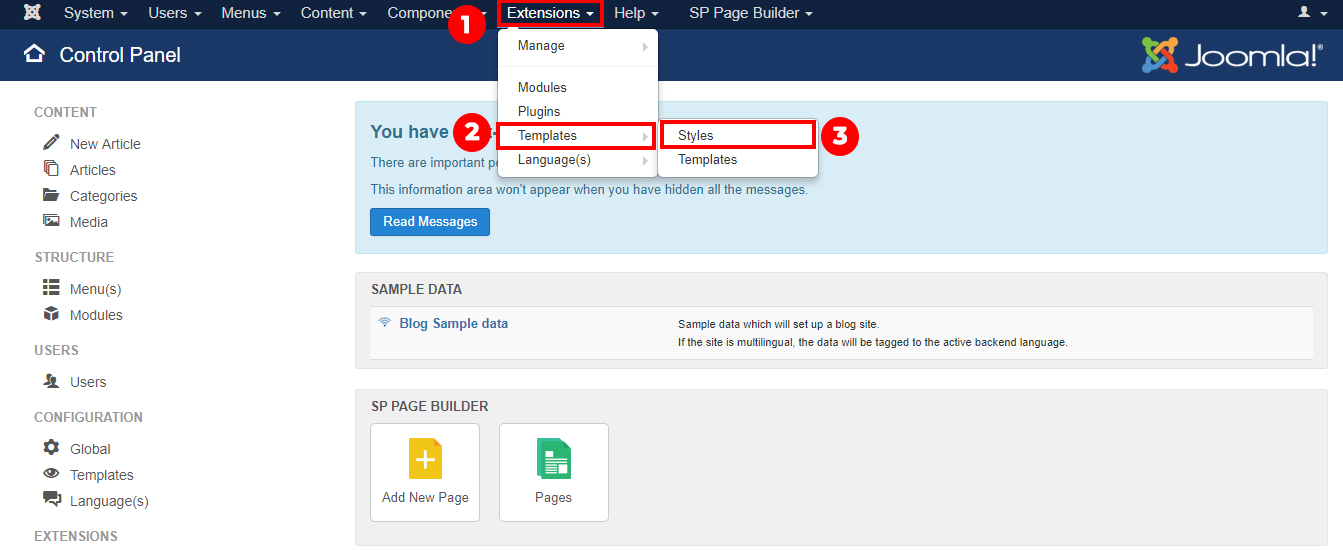 System Users Menus Content Compone Extensions Help SP Page Builder
1
Control Panel
Joomla!®
Manage
Modules
Plugins
2 Templates
Language(s)
Styles 3
Templates
CONTENT
New Article
Articles
Categories
Media
STRUCTURE
Menu(s)
Modules
USERS
Users
CONFIGURATION
Global
Templates
Language(s)
EXTENSIONS
You have
There are important po
This information area won't appear when you have hidden all the messages.
Read Messages
SAMPLE DATA
Blog Sample data
Sample data which will set up a blog site.
If the site is multilingual, the data will be tagged to the active backend language.
SP PAGE BUILDER
Add New Page
Pages